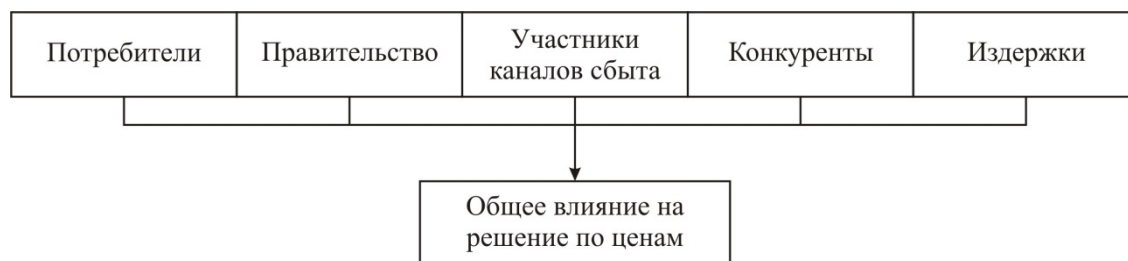 Потребители
Правительство
Участники
каналов сбыта
Конкуренты
Издержки
Общее влияние на
решение по ценам